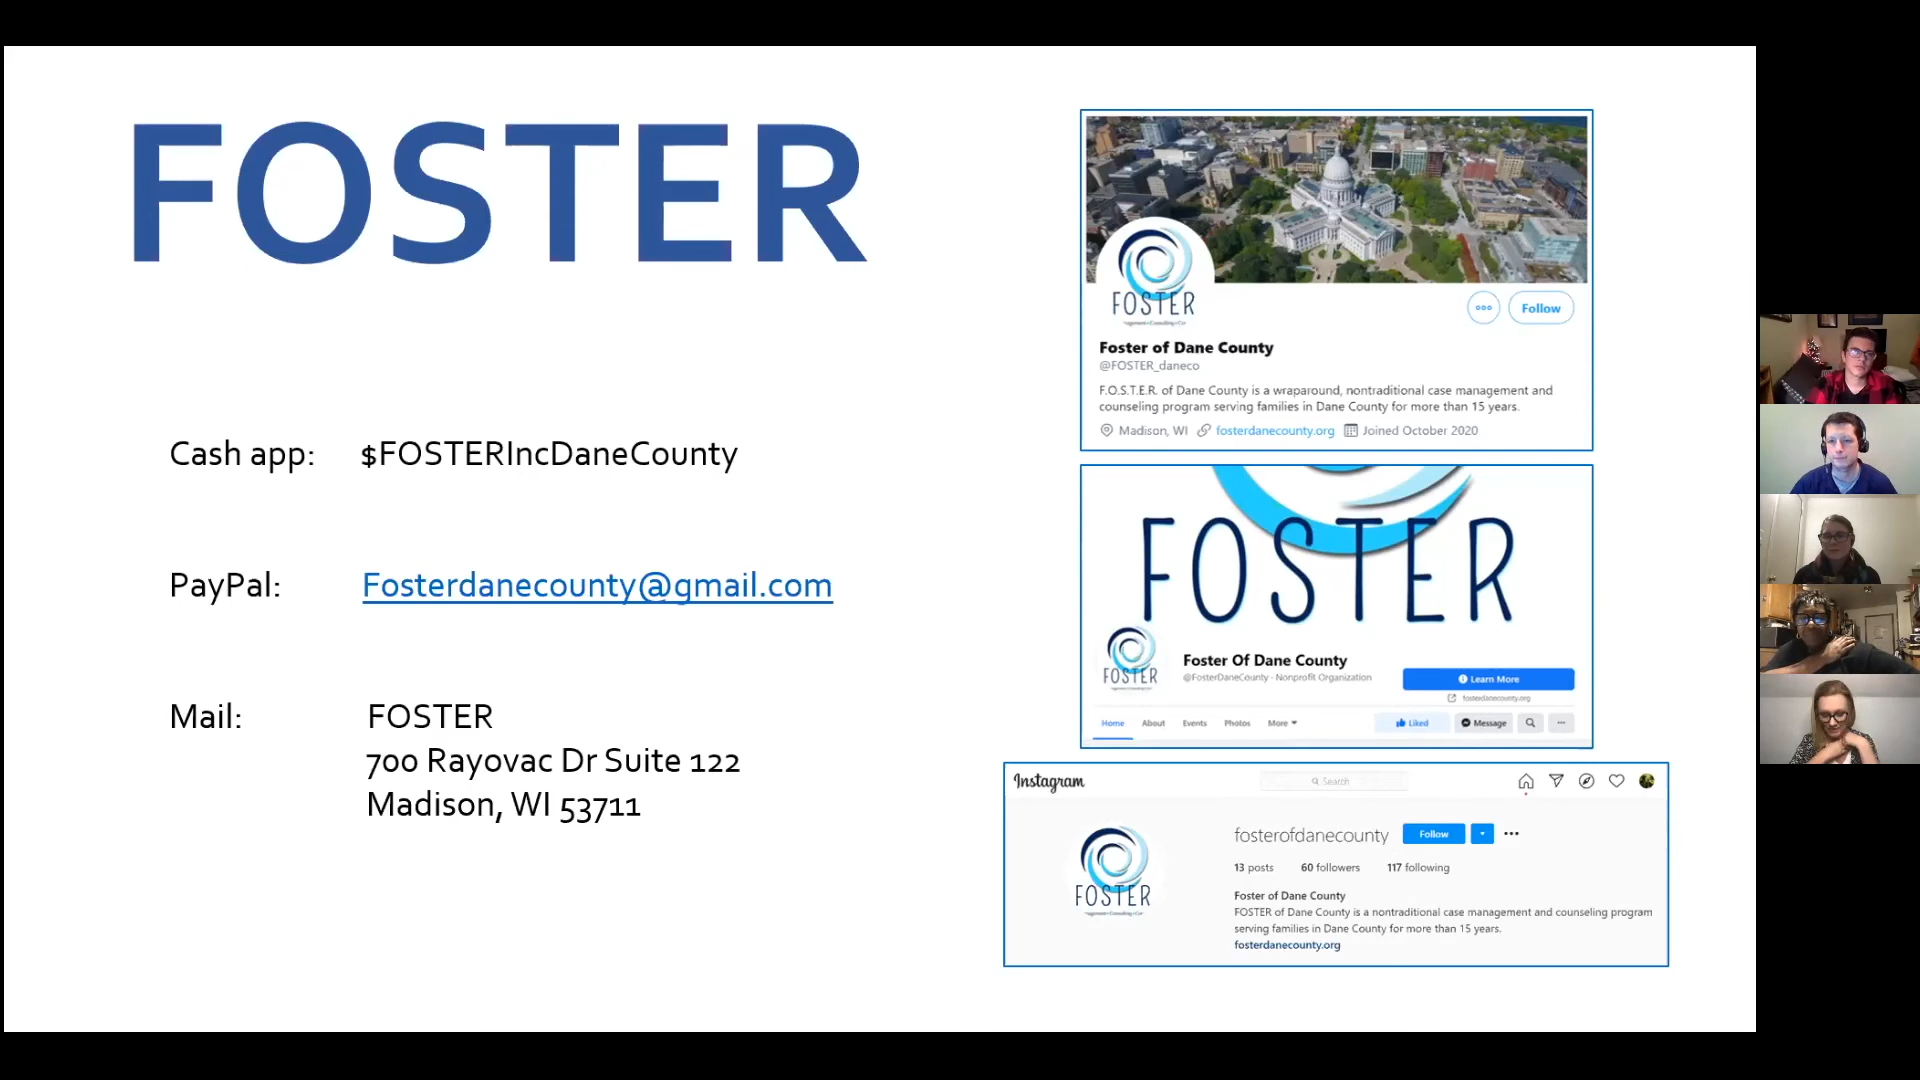 FOSTER
Cash app: $FOSTERIncDaneCounty
PayPal: Fosterdanecounty@gmail.com
Mail: FOSTER
700 Rayovac Dr Suite 122
Madison, WI 53711
FOSTER
Follow
Foster of Dane County
@FOSTER_daneco
F.O.S.T.E.R. of Dane County is a wraparound, nontraditional case management and
counseling program serving families in Dane County for more than 15 years.
Madison, WI fosterdanecounty.org Joined October 2020
FOSTER
FOSTER
Foster Of Dane County
@FosterDaneCounty · Nonprofit Organization
Learn More
fosterdanecounty.org
Home About Events Photos More Liked Message
Instagram Search
FOSTER
fosterofdanecounty Follow
13 posts 60 followers 117 following
Foster of Dane County
FOSTER of Dane County is a nontraditional case management and counseling program
serving families in Dane County for more than 15 years.
fosterdanecounty.org